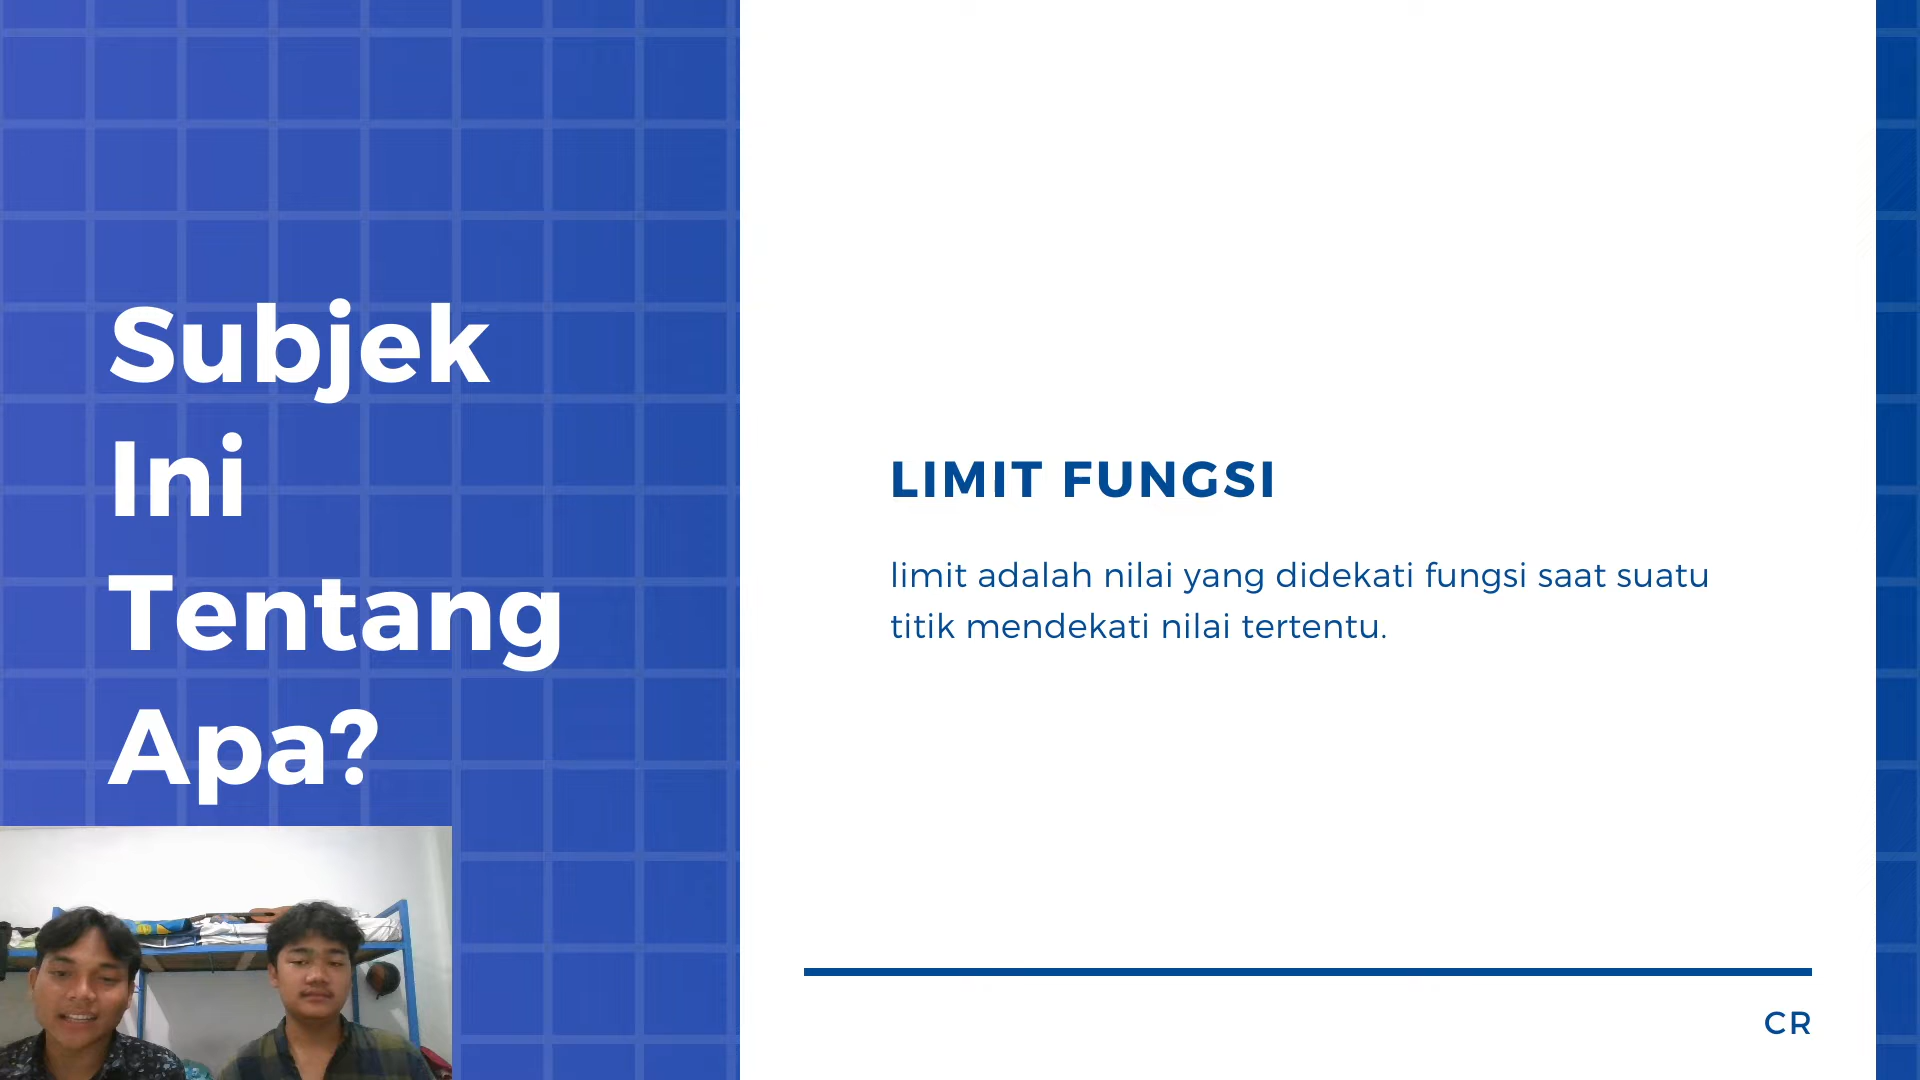 Subjek
Ini
Tentang
Apa?
LIMIT FUNGSI
limit adalah nilai yang didekati fungsi saat suatu
titik mendekati nilai tertentu.
CR